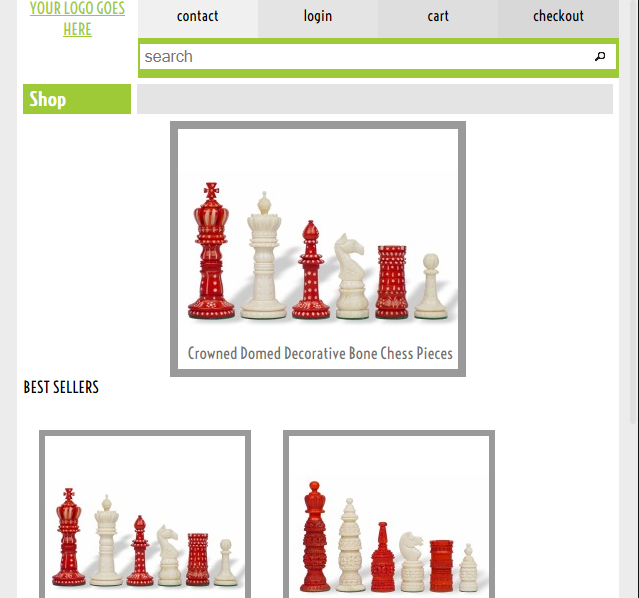 YOUR LOGO GOES
HERE
contact
login
cart
checkout
search
Shop
Crowned Domed Decorative Bone Chess Pieces
BEST SELLERS